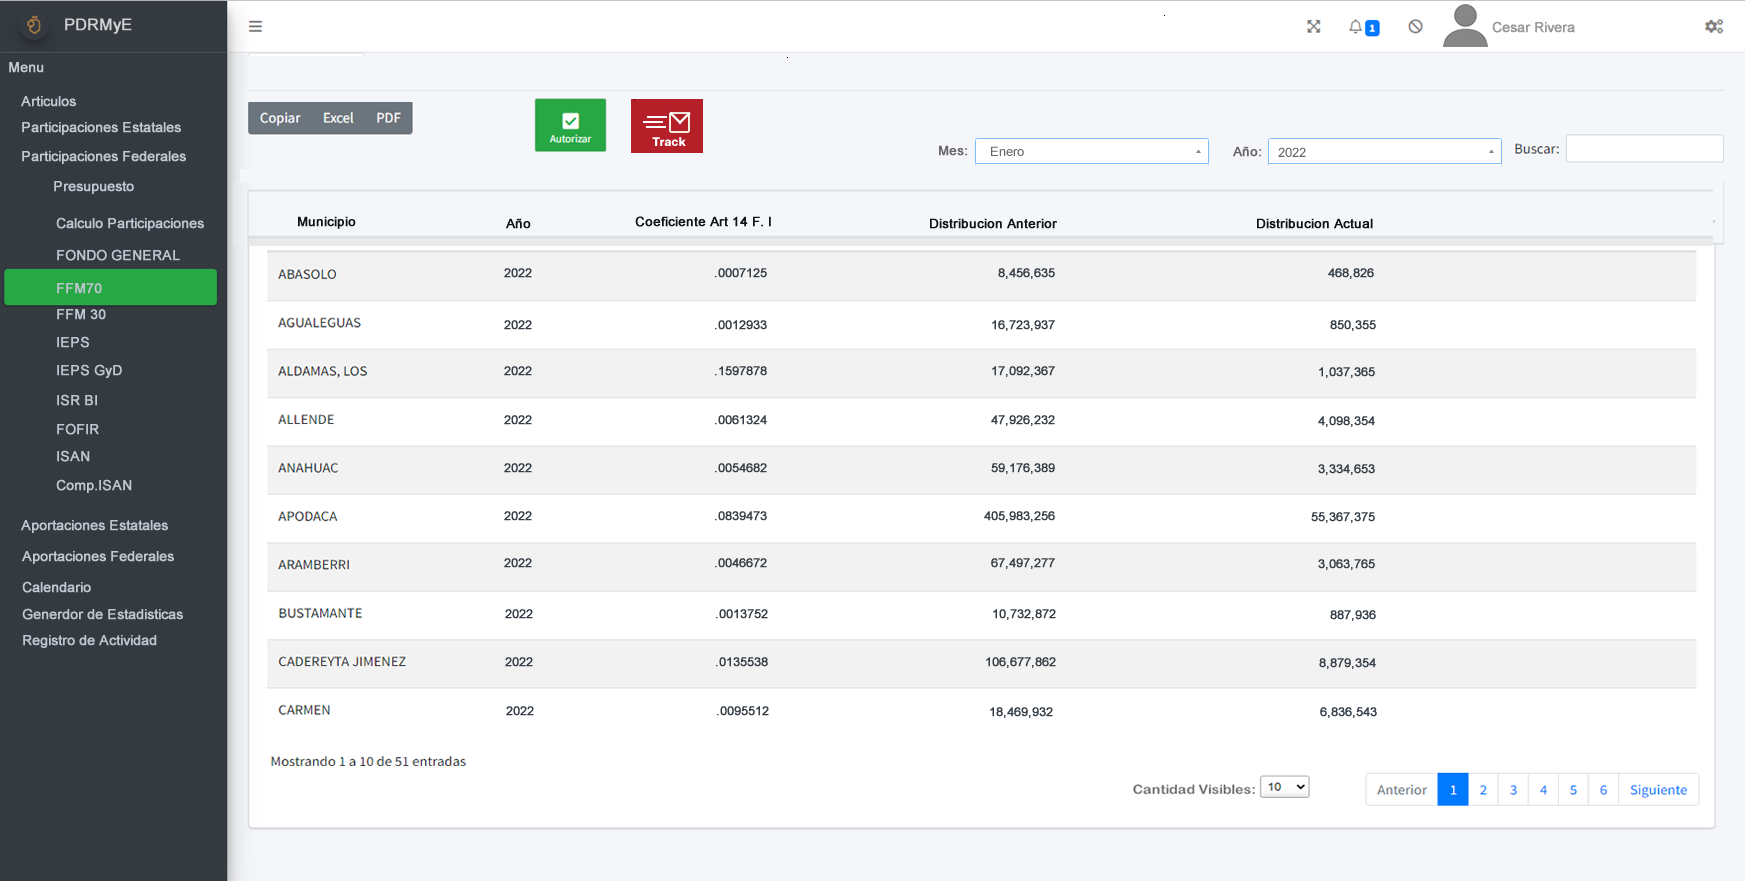 PDRMyE
1
Cesar Rivera
Menu
Articulos
Participaciones Estatales
Participaciones Federales
Presupuesto
Calculo Participaciones
FONDO GENERAL
FFM70
FFM 30
IEPS
IEPS GyD
ISR BI
FOFIR
ISAN
Comp.ISAN
Aportaciones Estatales
Aportaciones Federales
Calendario
Generdor de Estadisticas
Registro de Actividad
Copiar Excel PDF
Autorizar
Track
Mes: Enero Año: 2022 Buscar:
Municipio Año Coeficiente Art 14 F. I Distribucion Anterior Distribucion Actual
ABASOLO 2022 .0007125 8,456,635 468,826
AGUALEGUAS 2022 .0012933 16,723,937 850,355
ALDAMAS, LOS 2022 .1597878 17,092,367 1,037,365
ALLENDE 2022 .0061324 47,926,232 4,098,354
ANAHUAC 2022 .0054682 59,176,389 3,334,653
APODACA 2022 .0839473 405,983,256 55,367,375
ARAMBERRI 2022 .0046672 67,497,277 3,063,765
BUSTAMANTE 2022 .0013752 10,732,872 887,936
CADEREYTA JIMENEZ 2022 .0135538 106,677,862 8,879,354
CARMEN 2022 .0095512 18,469,932 6,836,543
Mostrando 1 a 10 de 51 entradas
Cantidad Visibles: 10
Anterior 1 2 3 4 5 6 Siguiente